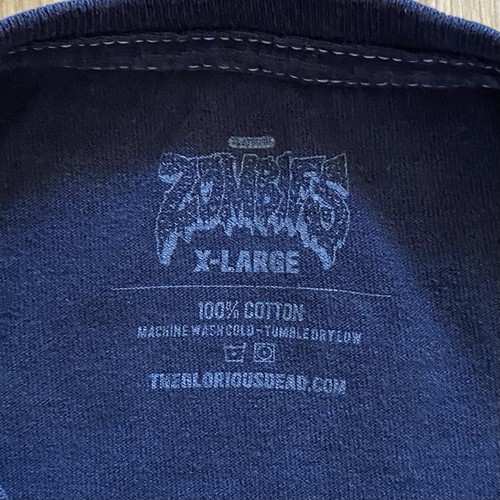 ZOMBIES
X-LARGE
100% COTTON
MACHINE WASH COLD - TUMBLE DRY LOW
THEGLORIOUSDEAD.COM